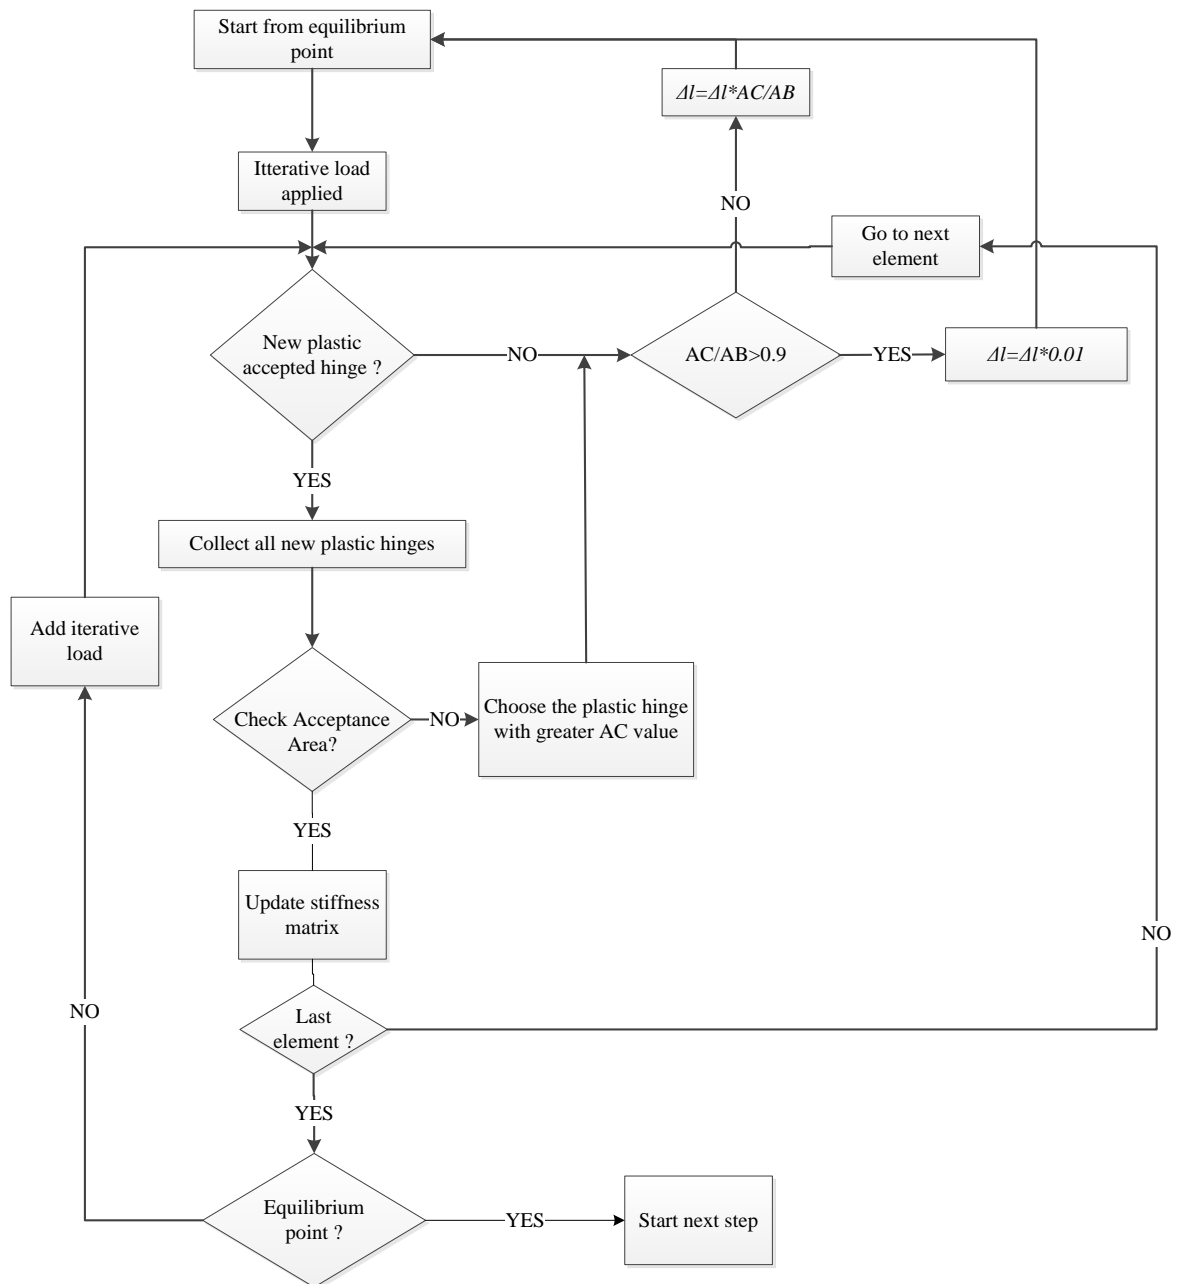 Start from equilibrium
point
Δl=Δl*AC/AB
Itterative load
applied
NO
Go to next
element
New plastic
accepted hinge ?
NO
AC/AB>0.9
YES
Δl=Δl*0.01
YES
Collect all new plastic hinges
Add iterative
load
Check Acceptance
Area?
NO
Choose the plastic hinge
with greater AC value
YES
Update stiffness
matrix
NO
NO
Last
element ?
YES
Equilibrium
point ?
YES
Start next step